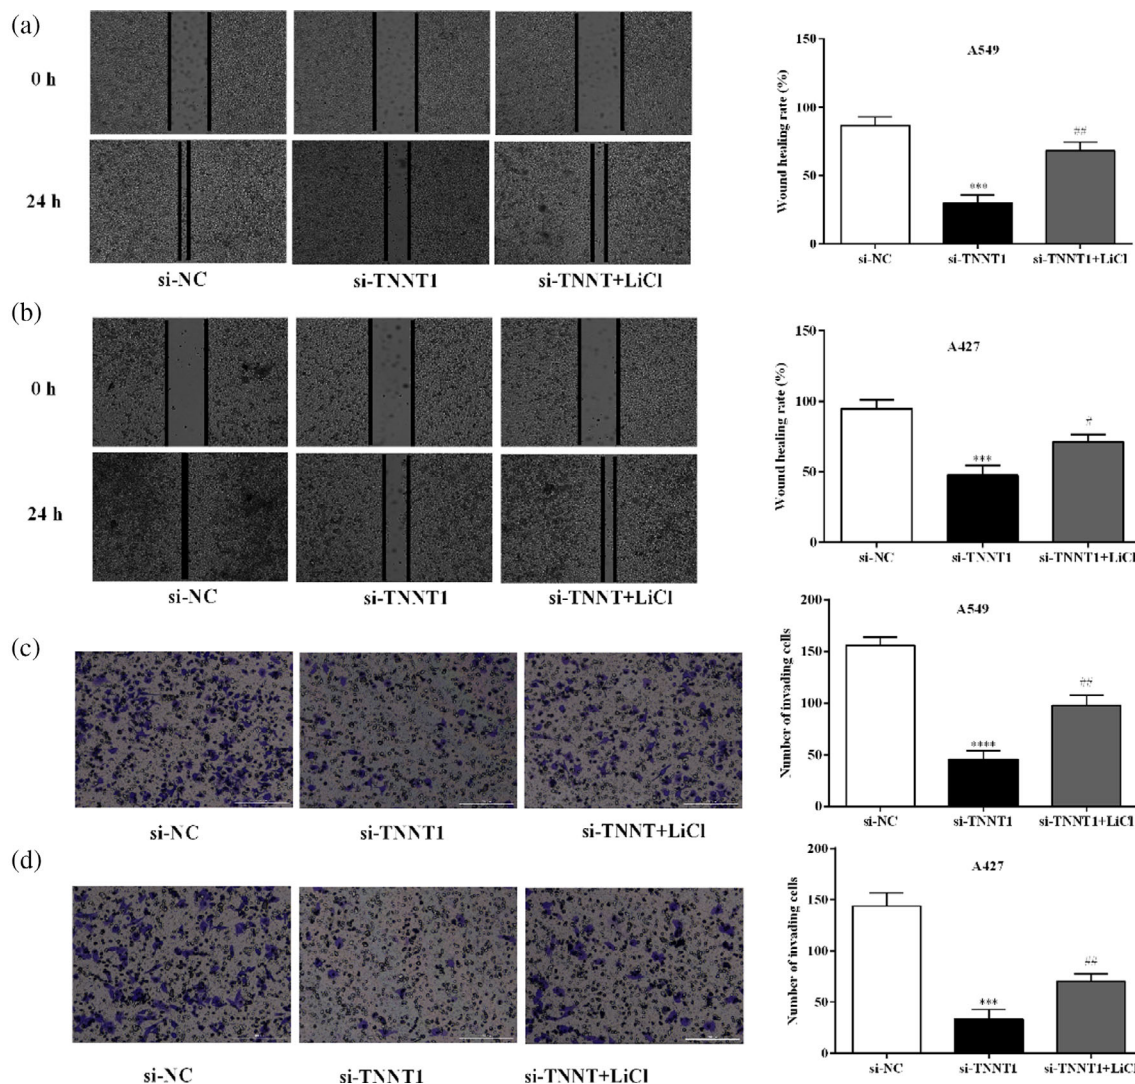 (a)
0 h
24 h
si-NC si-TNNT1 si-TNNT+LiCl
A549
Wound healing rate (%)
150
100
50
0
***
##
si-NC si-TNNT1 si-TNNT1+LiCl
(b)
0 h
24 h
si-NC si-TNNT1 si-TNNT+LiCl
A427
Wound healing rate (%)
150
100
50
0
***
#
si-NC si-TNNT1 si-TNNT1+LiCl
(c)
si-NC si-TNNT1 si-TNNT+LiCl
A549
Number of invading cells
200
150
100
50
0
****
##
si-NC si-TNNT1 si-TNNT1+LiCl
(d)
si-NC si-TNNT1 si-TNNT+LiCl
A427
Number of invading cells
200
150
100
50
0
***
##
si-NC si-TNNT1 si-TNNT1+LiCl